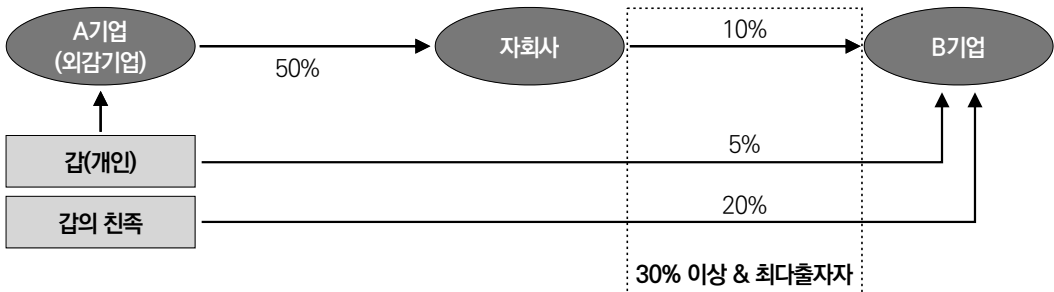 A기업
(외감기업)
50%
자회사
10%
B기업
갑(개인)
5%
갑의 친족
20%
30% 이상 & 최다출자자